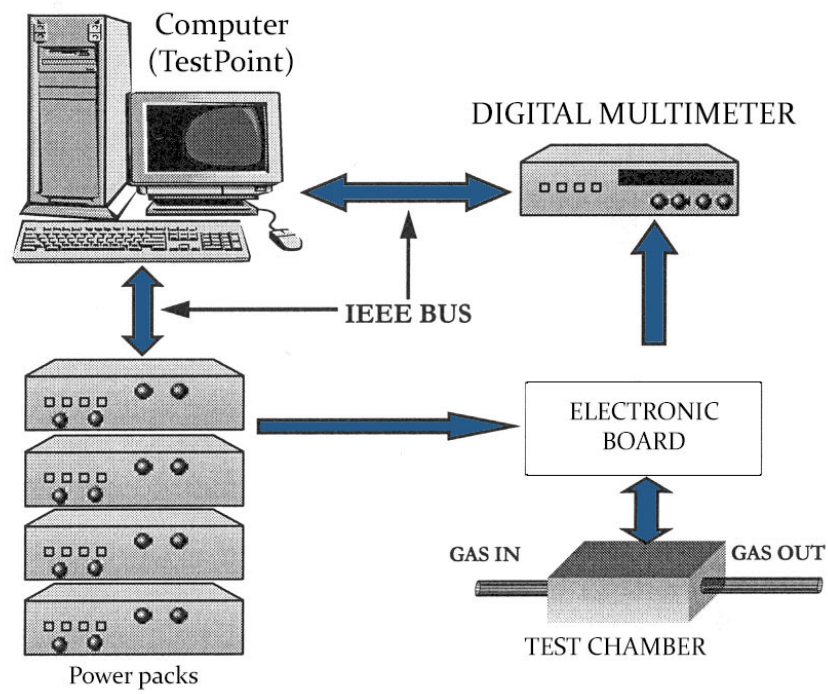 Computer
(TestPoint)
DIGITAL MULTIMETER
IEEE BUS
ELECTRONIC
BOARD
GAS IN
GAS OUT
TEST CHAMBER
Power packs